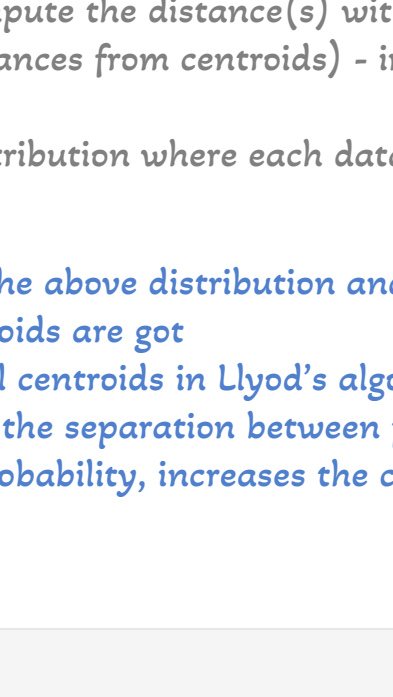 pute the distance(s) wit
ances from centroids) - i
ribution where each dat
he above distribution an
oids are got
l centroids in Llyod's alg
the separation between
obability, increases the